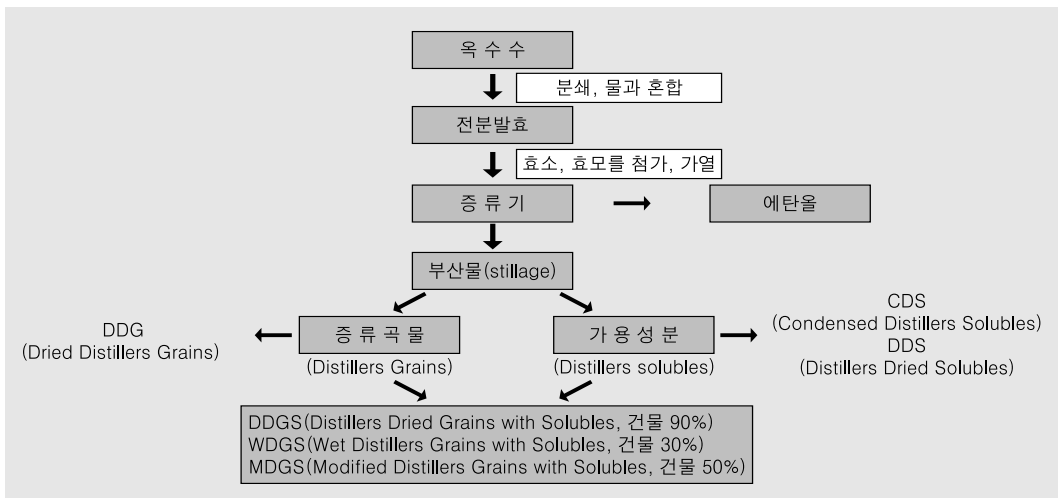 옥 수 수
분쇄, 물과 혼합
전분발효
효소, 효모를 첨가, 가열
증 류 기
에탄올
부산물(stillage)
DDG
(Dried Distillers Grains)
증 류 곡 물
(Distillers Grains)
가 용 성 분
(Distillers solubles)
CDS
(Condensed Distillers Solubles)
DDS
(Distillers Dried Solubles)
DDGS(Distillers Dried Grains with Solubles, 건물 90%)
WDGS(Wet Distillers Grains with Solubles, 건물 30%)
MDGS(Modified Distillers Grains with Solubles, 건물 50%)